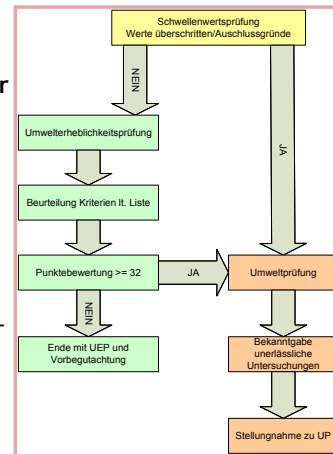 Schwellenwertsprüfung
Werte überschritten/Auschlussgründe
NEIN
JA
r
Umwelterheblichkeitsprüfung
Beurteilung Kriterien lt. Liste
Punktebewertung >= 32
JA
Umweltprüfung
NEIN
Ende mit UEP und
Vorbegutachtung
Bekanntgabe
unerlässliche
Untersuchungen
Stellungnahme zu UP